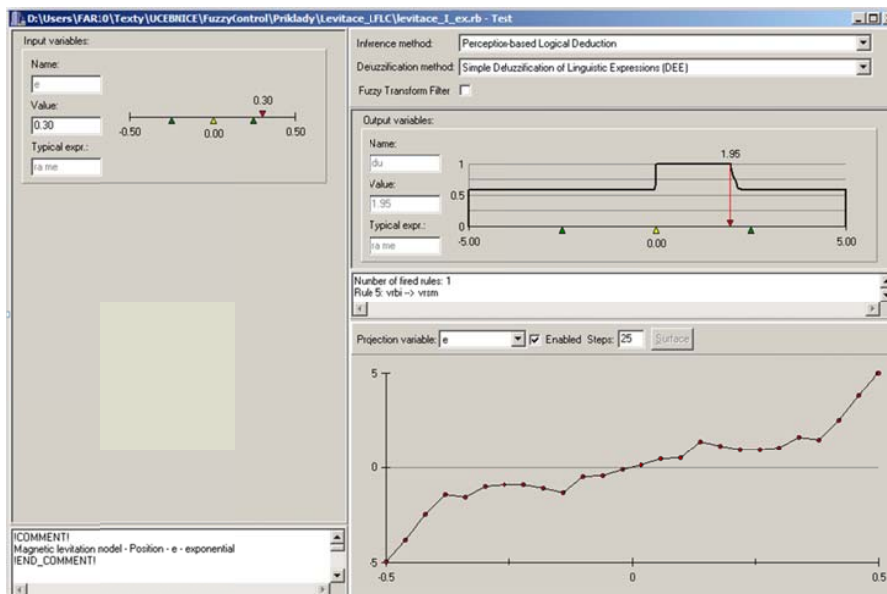 D:\Users\FAR10\Texty\UCEBNICE\FuzzyControl\Priklady\Levitace_LFLC\levitace_I_ex.rb - Test
Input variables:
Name:
e
Value:
0.30
Typical expr.:
ra me
0.30
-0.50
0.00
0.50
Inference method:
Perception-based Logical Deduction
Defuzzification method:
Simple Defuzzification of Linguistic Expressions (DEE)
Fuzzy Transform Filter
Output variables:
Name:
du
Value:
1.95
Typical expr.:
ra me
1.95
1
0.5
0
-5.00
0.00
5.00
Number of fired rules: 1
Rule 5: vrbi --> vrsm
Projection variable:
e
Enabled
Steps:
25
Surface
5
0
-5
-0.5
0
0.5
!COMMENT!
Magnetic levitation node - Position - e - exponential
!END_COMMENT!